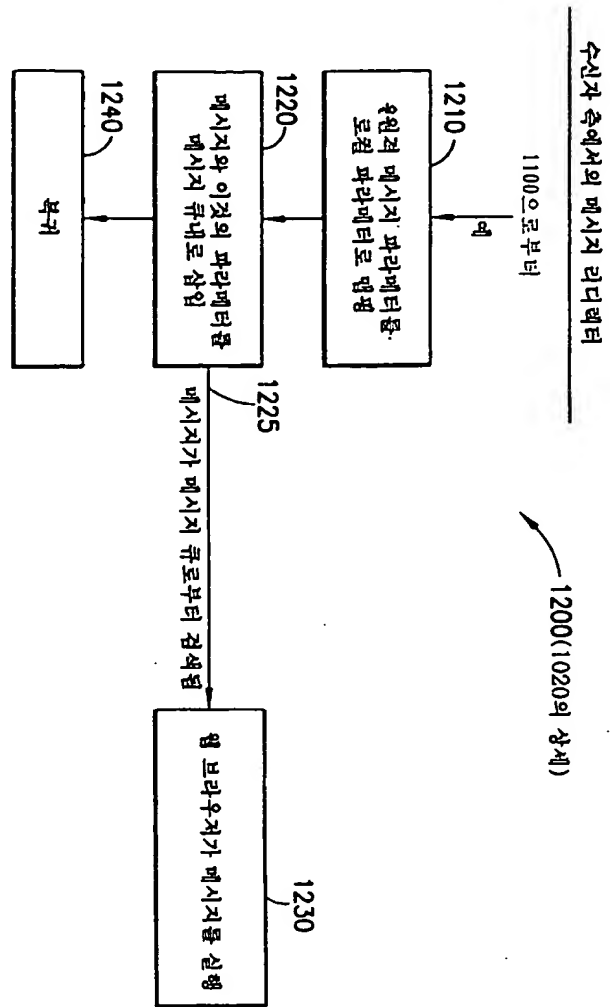 수신자 측에서의 메시지 리디렉터
1200(1020의 상세)
1100으로부터
예
1210
원격 메시지 파라메터를
로컬 파라메터로 맵핑
1220
메시지와 이것의 파라메터를
메시지 큐내로 삽입
1225
메시지가 메시지 큐로부터 검색됨
1230
웹 브라우저가 메시지를 실행
1240
복귀